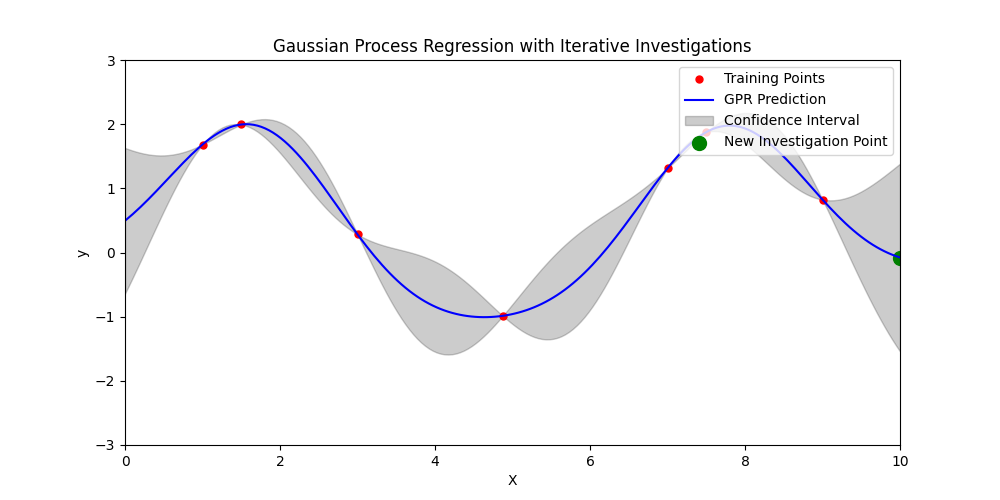 Gaussian Process Regression with Iterative Investigations
3
2
1
0
−1
−2
−3
y
Training Points
GPR Prediction
Confidence Interval
New Investigation Point
0 2 4 6 8 10
X